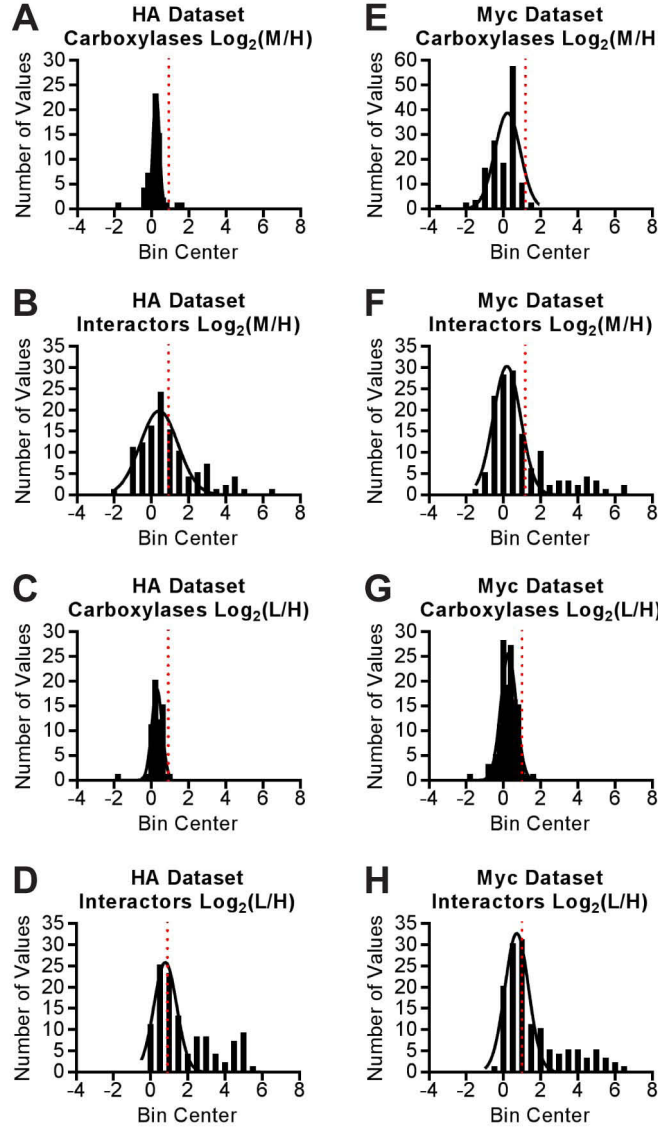 A
HA Dataset
Carboxylases Log₂(M/H)
Number of Values
30
25
20
15
10
5
0
-4 -2 0 2 4 6 8
Bin Center
B
HA Dataset
Interactors Log₂(M/H)
Number of Values
35
30
25
20
15
10
5
0
-4 -2 0 2 4 6 8
Bin Center
C
HA Dataset
Carboxylases Log₂(L/H)
Number of Values
30
25
20
15
10
5
0
-4 -2 0 2 4 6 8
Bin Center
D
HA Dataset
Interactors Log₂(L/H)
Number of Values
35
30
25
20
15
10
5
0
-4 -2 0 2 4 6 8
Bin Center
E
Myc Dataset
Carboxylases Log₂(M/H
Number of Values
60
50
40
30
20
10
0
-4 -2 0 2 4 6 8
Bin Center
F
Myc Dataset
Interactors Log₂(M/H)
Number of Values
35
30
25
20
15
10
5
0
-4 -2 0 2 4 6 8
Bin Center
G
Myc Dataset
Carboxylases Log₂(L/H)
Number of Values
30
25
20
15
10
5
0
-4 -2 0 2 4 6 8
Bin Center
H
Myc Dataset
Interactors Log₂(L/H)
Number of Values
35
30
25
20
15
10
5
0
-4 -2 0 2 4 6 8
Bin Center